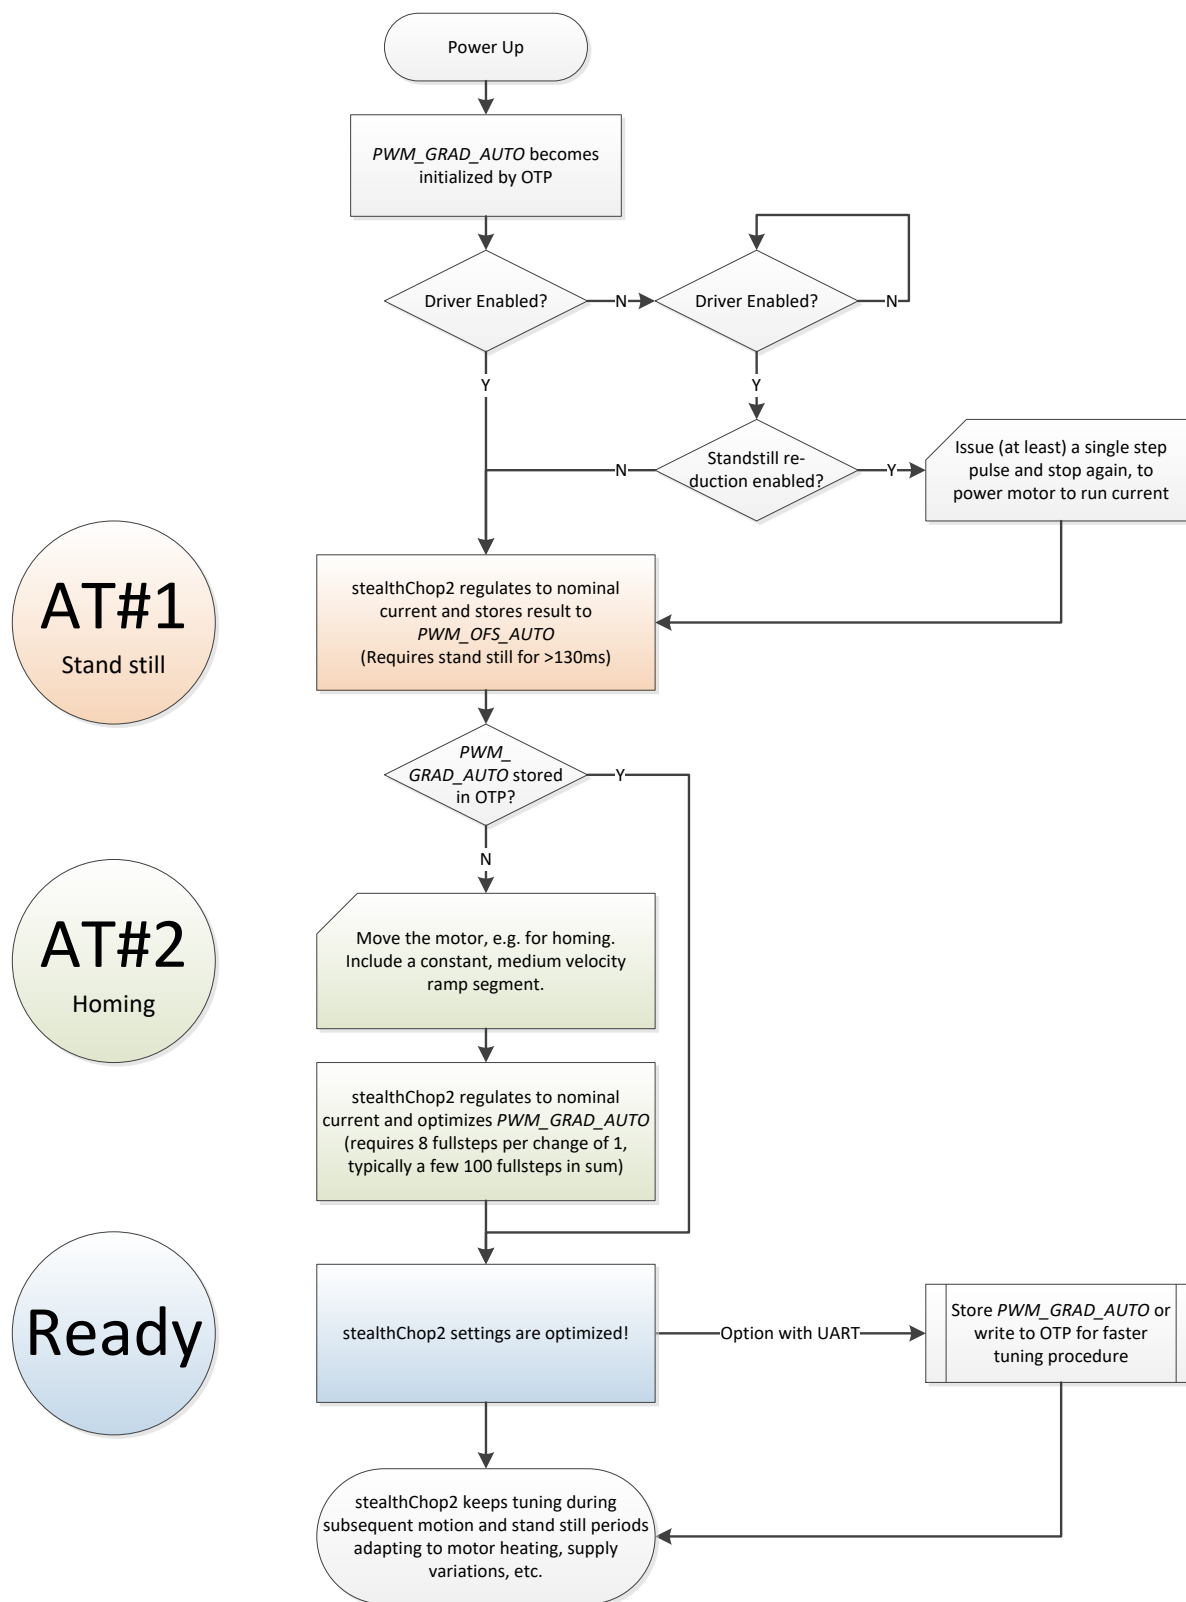 Power Up
PWM_GRAD_AUTO becomes
initialized by OTP
Driver Enabled?
N
Driver Enabled?
N
Y
Y
Standstill re-
duction enabled?
N
Y
Issue (at least) a single step
pulse and stop again, to
power motor to run current
AT#1
Stand still
stealthChop2 regulates to nominal
current and stores result to
PWM_OFS_AUTO
(Requires stand still for >130ms)
PWM_
GRAD_AUTO stored
in OTP?
Y
N
AT#2
Homing
Move the motor, e.g. for homing.
Include a constant, medium velocity
ramp segment.
stealthChop2 regulates to nominal
current and optimizes PWM_GRAD_AUTO
(requires 8 fullsteps per change of 1,
typically a few 100 fullsteps in sum)
Ready
stealthChop2 settings are optimized!
Option with UART
Store PWM_GRAD_AUTO or
write to OTP for faster
tuning procedure
stealthChop2 keeps tuning during
subsequent motion and stand still periods
adapting to motor heating, supply
variations, etc.